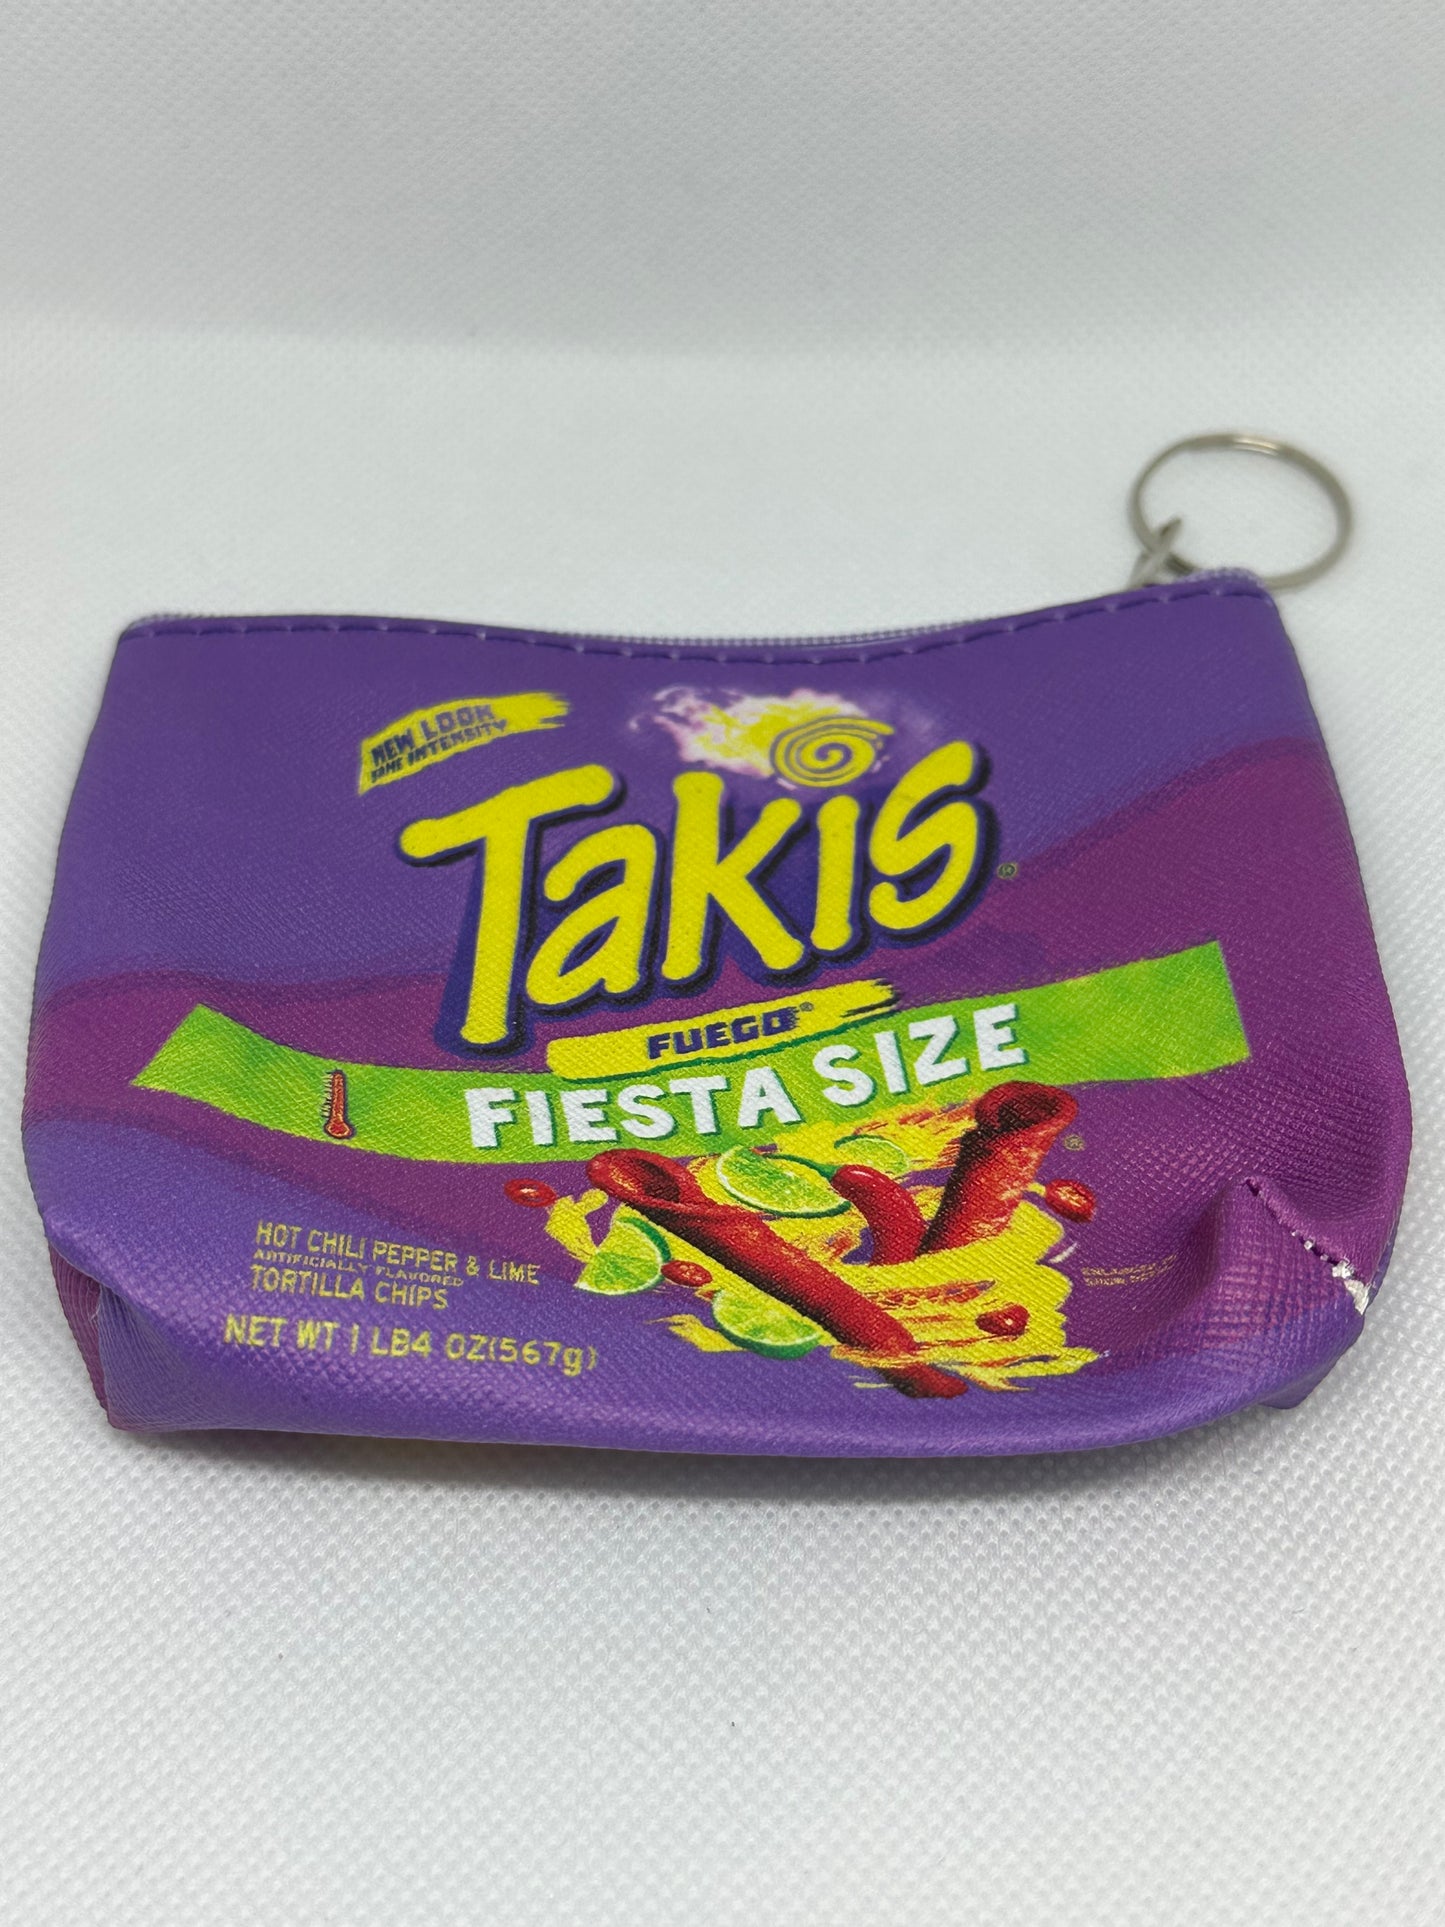 NEW LOOK
SAME INTENSITY
Takis®
FUEGO®
FIESTA SIZE
HOT CHILI PEPPER & LIME
ARTIFICIALLY FLAVORED
TORTILLA CHIPS
NET WT 1 LB4 OZ(567g)